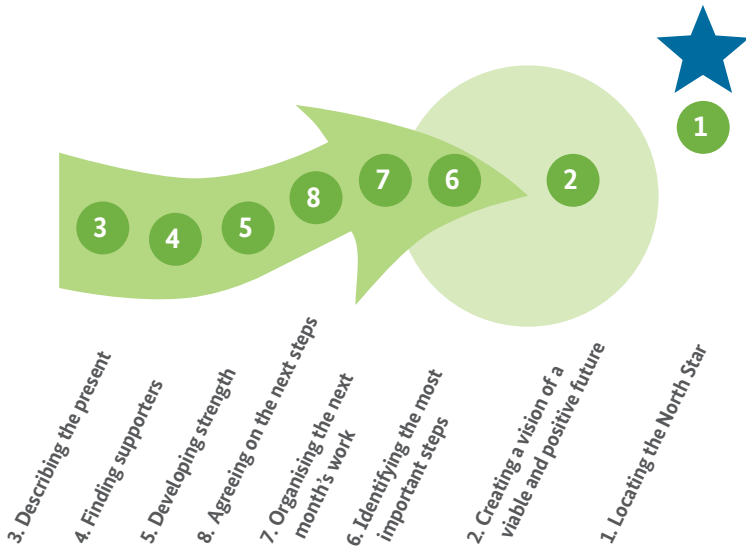 1
2
3
4
5
8
7
6
3. Describing the present
4. Finding supporters
5. Developing strength
8. Agreeing on the next steps
7. Organising the next
month's work
6. Identifying the most
important steps
2. Creating a vision of a
viable and positive future
1. Locating the North Star